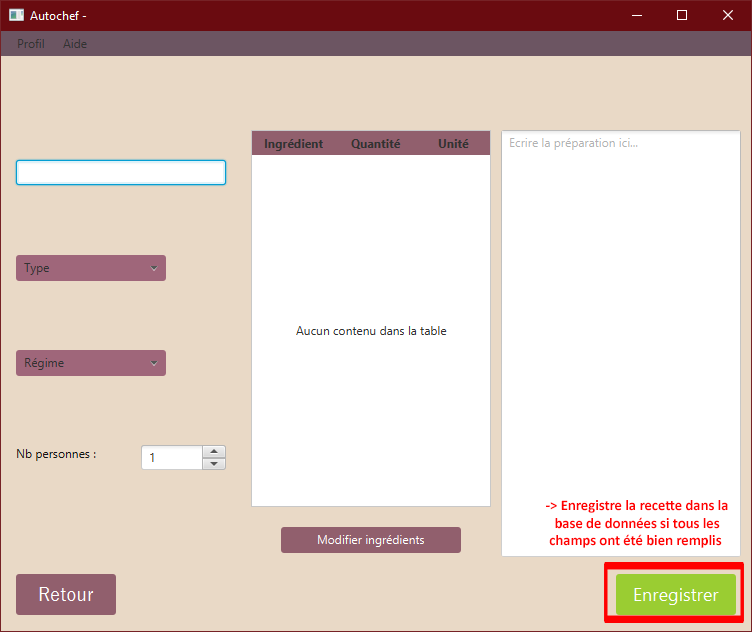 Autochef -
Profil Aide
Ingrédient Quantité Unité
Ecrire la préparation ici...
Type
Aucun contenu dans la table
Régime
Nb personnes :
1
-> Enregistre la recette dans la
base de données si tous les
champs ont été bien remplis
Modifier ingrédients
Retour
Enregistrer